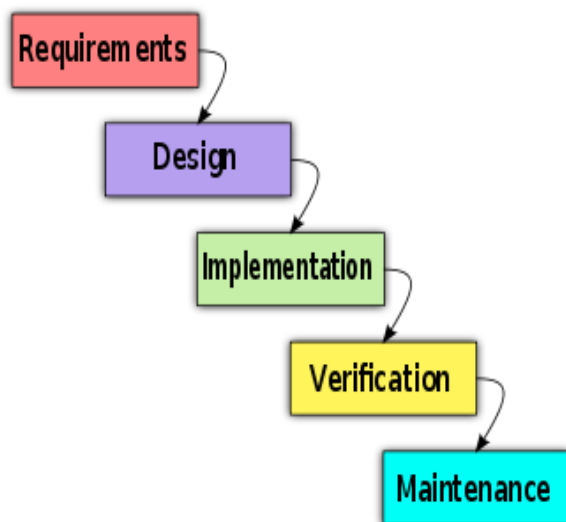 Requirements
Design
Implementation
Verification
Maintenance